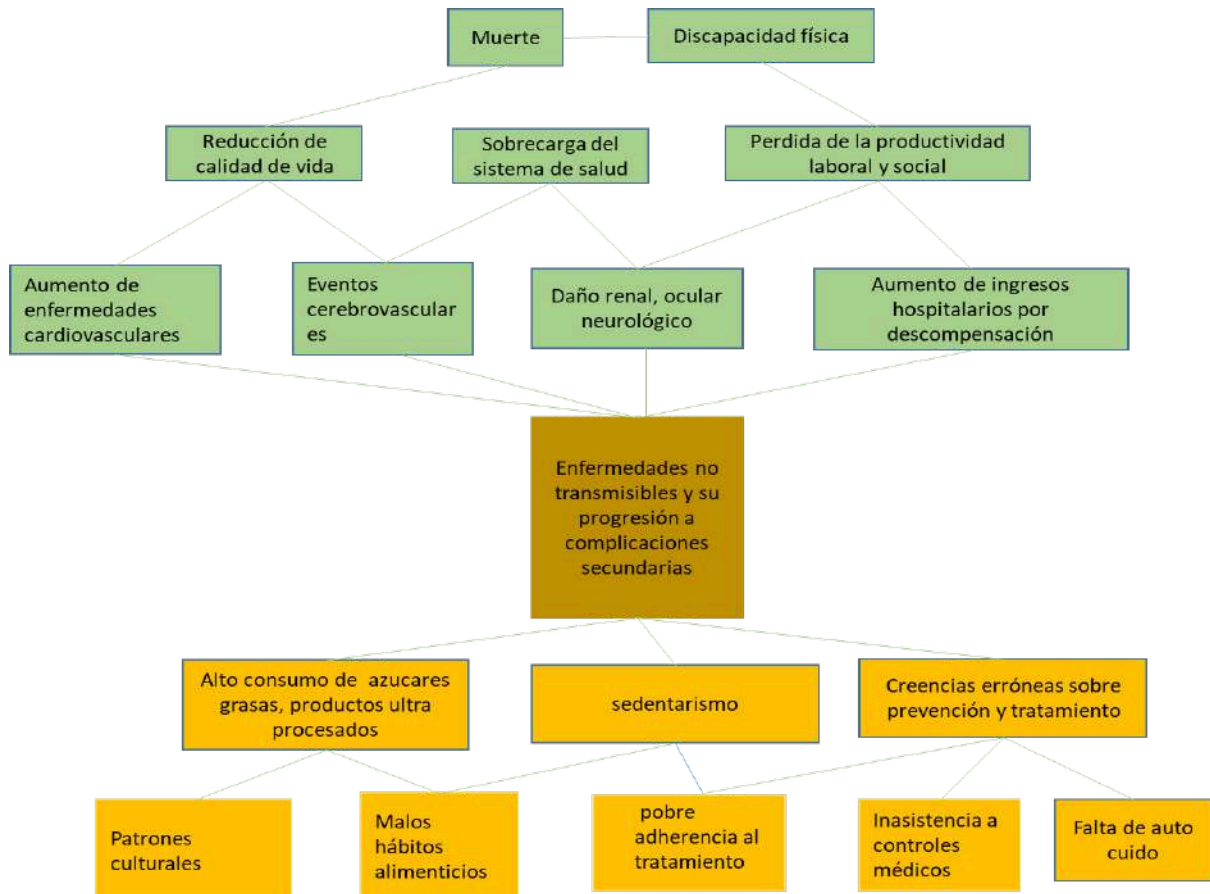 Muerte
Discapacidad física
Reducción de
calidad de vida
Sobrecarga del
sistema de salud
Perdida de la productividad
laboral y social
Aumento de
enfermedades
cardiovasculares
Eventos
cerebrovascular
es
Daño renal, ocular
neurológico
Aumento de ingresos
hospitalarios por
descompensación
Enfermedades no
transmisibles y su
progresión a
complicaciones
secundarias
Alto consumo de azucares
grasas, productos ultra
procesados
sedentarismo
Creencias erróneas sobre
prevención y tratamiento
Patrones
culturales
Malos
hábitos
alimenticios
pobre
adherencia al
tratamiento
Inasistencia a
controles
médicos
Falta de auto
cuido